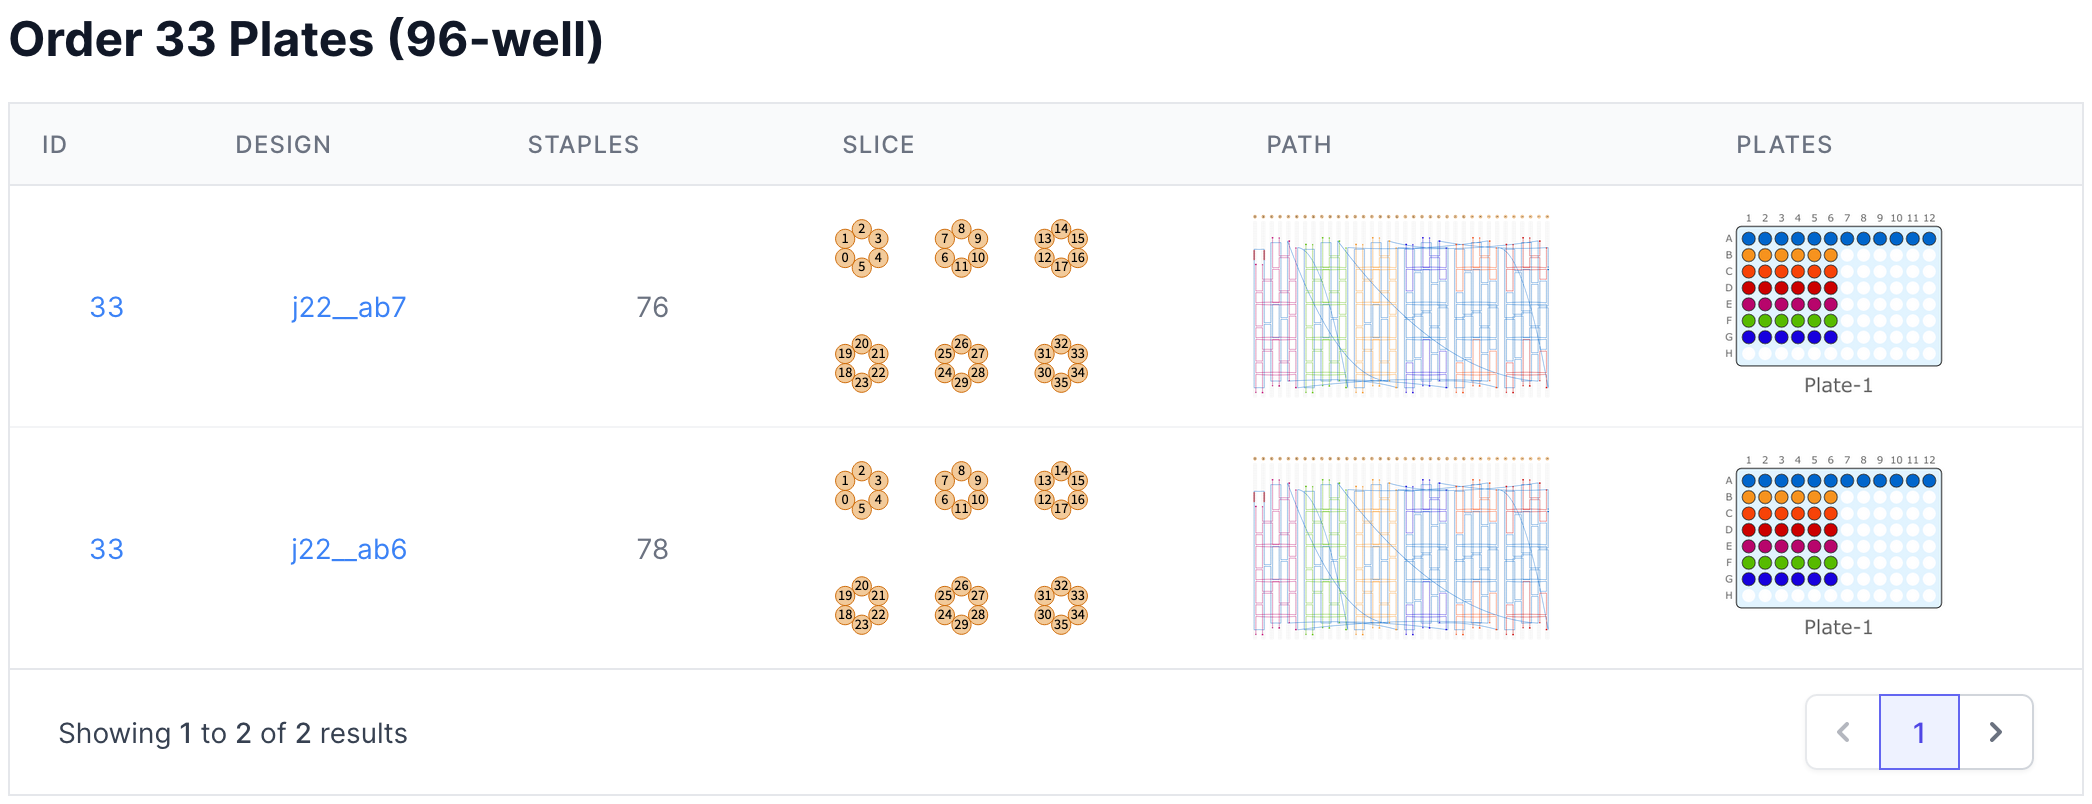 Order 33 Plates (96-well)
ID DESIGN STAPLES SLICE PATH PLATES
33 j22__ab7 76
2 8 14
1 3 7 9 13 15
0 4 6 10 12 16
5 11 17
20 26 32
19 21 25 27 31 33
18 22 24 28 30 34
23 29 35
1 2 3 4 5 6 7 8 9 10 11 12
A
B
C
D
E
F
G
H
Plate-1
33 j22__ab6 78
2 8 14
1 3 7 9 13 15
0 4 6 10 12 16
5 11 17
20 26 32
19 21 25 27 31 33
18 22 24 28 30 34
23 29 35
1 2 3 4 5 6 7 8 9 10 11 12
A
B
C
D
E
F
G
H
Plate-1
Showing 1 to 2 of 2 results
1